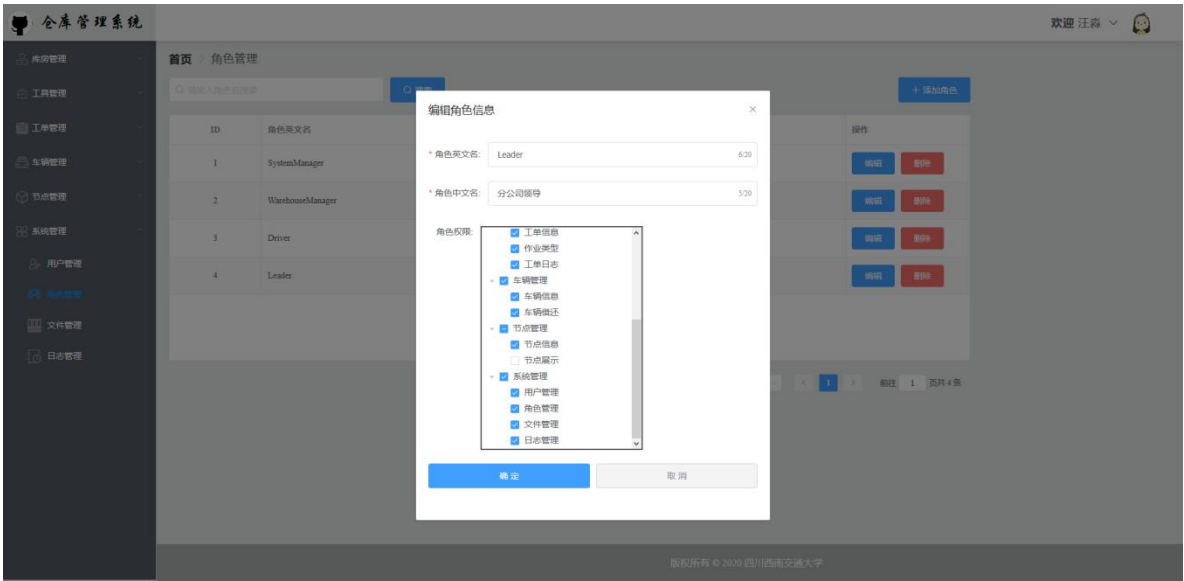 仓库管理系统
欢迎 汪淼
库房管理
工具管理
工单管理
车辆管理
节点管理
系统管理
用户管理
角色管理
文件管理
日志管理
首页 > 角色管理
搜索
+ 添加角色
ID 角色英文名 操作
1 SystemManager 编辑 删除
2 WarehouseManager 编辑 删除
3 Driver 编辑 删除
4 Leader 编辑 删除
前往 1 页共 4 条
编辑角色信息
* 角色英文名: Leader 6/20
* 角色中文名: 分公司领导 5/20
角色权限:
工单信息
作业类型
工单日志
车辆管理
车辆信息
车辆借还
节点管理
节点信息
节点展示
系统管理
用户管理
角色管理
文件管理
日志管理
确 定 取 消
版权所有 © 2020 四川西南交通大学